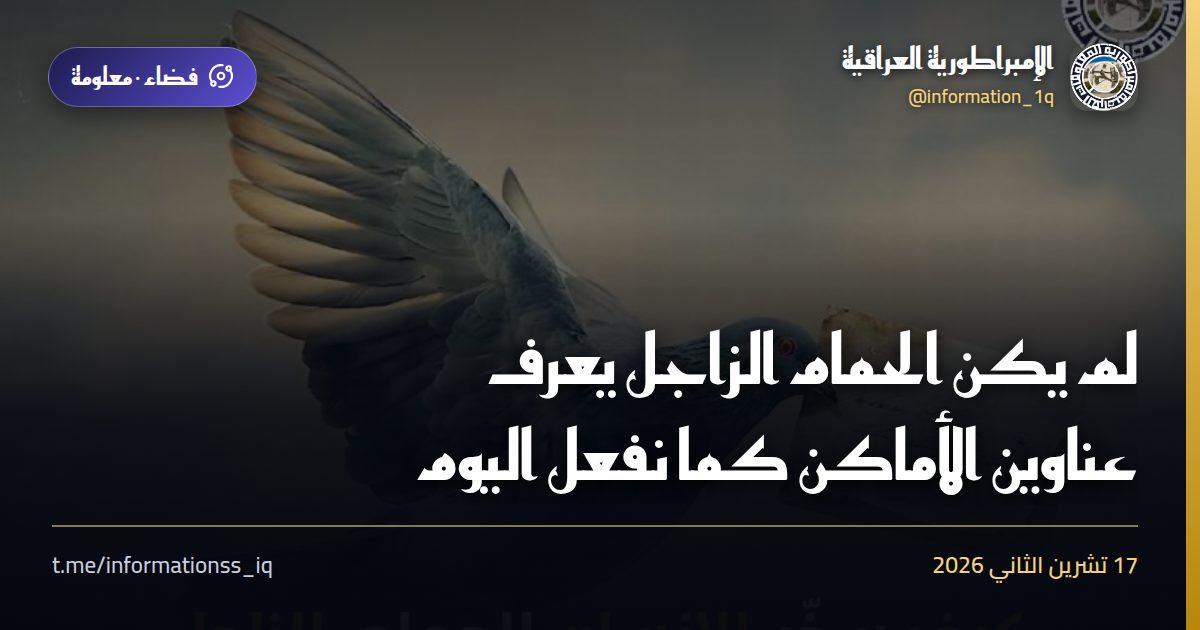 الإمبراطورية العراقية
@information_1q
فضاء·معلومة
لم يكن الحمام الزاجل يعرف
عناوين الأماكن كما نفعل اليوم
17 تشرين الثاني 2026
t.me/informationss_iq